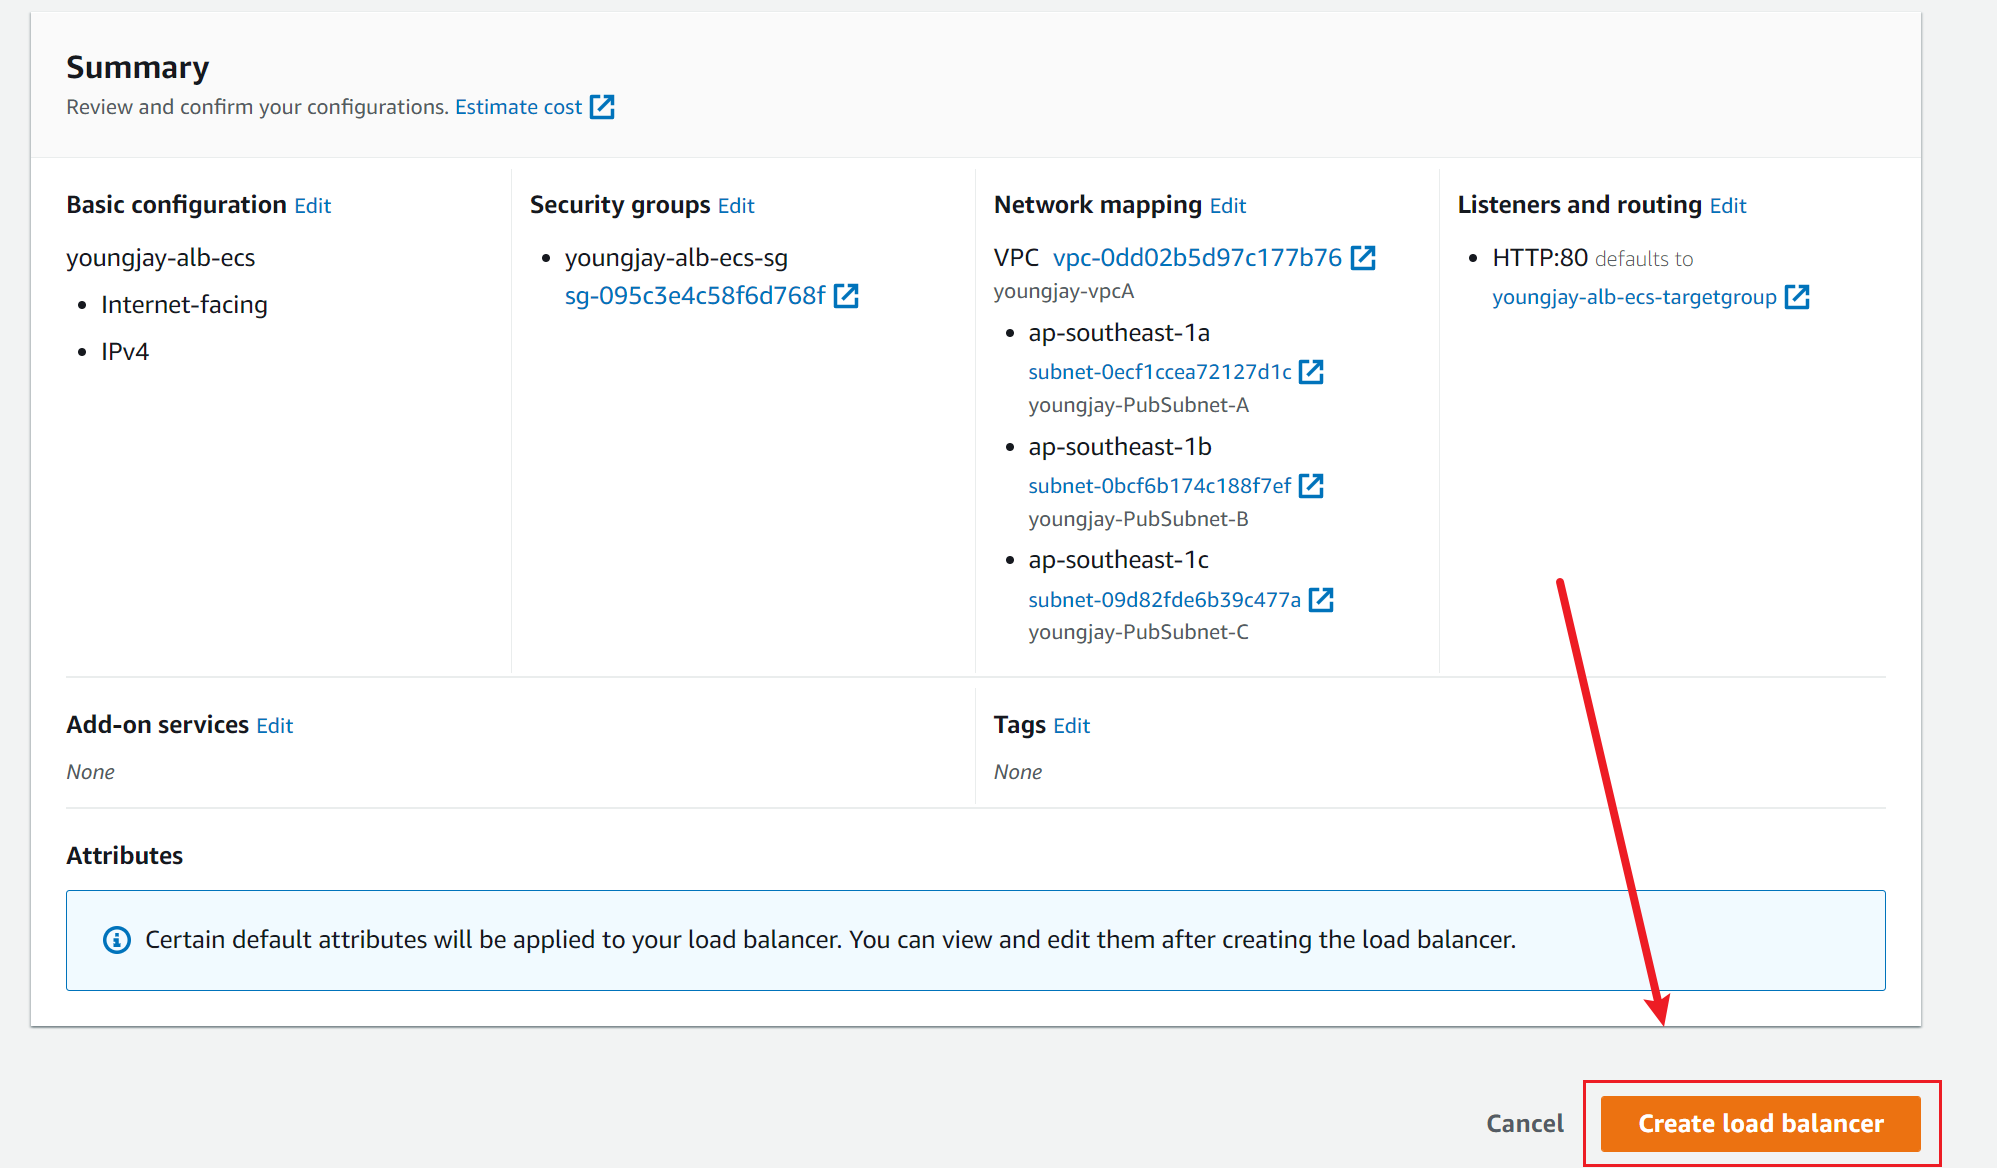 Summary
Review and confirm your configurations. Estimate cost
Basic configuration Edit
youngjay-alb-ecs
Internet-facing
IPv4
Security groups Edit
youngjay-alb-ecs-sg
sg-095c3e4c58f6d768f
Network mapping Edit
VPC vpc-0dd02b5d97c177b76
youngjay-vpcA
ap-southeast-1a
subnet-0ecf1ccea72127d1c
youngjay-PubSubnet-A
ap-southeast-1b
subnet-0bcf6b174c188f7ef
youngjay-PubSubnet-B
ap-southeast-1c
subnet-09d82fde6b39c477a
youngjay-PubSubnet-C
Listeners and routing Edit
HTTP:80 defaults to
youngjay-alb-ecs-targetgroup
Add-on services Edit
None
Tags Edit
None
Attributes
Certain default attributes will be applied to your load balancer. You can view and edit them after creating the load balancer.
Cancel
Create load balancer